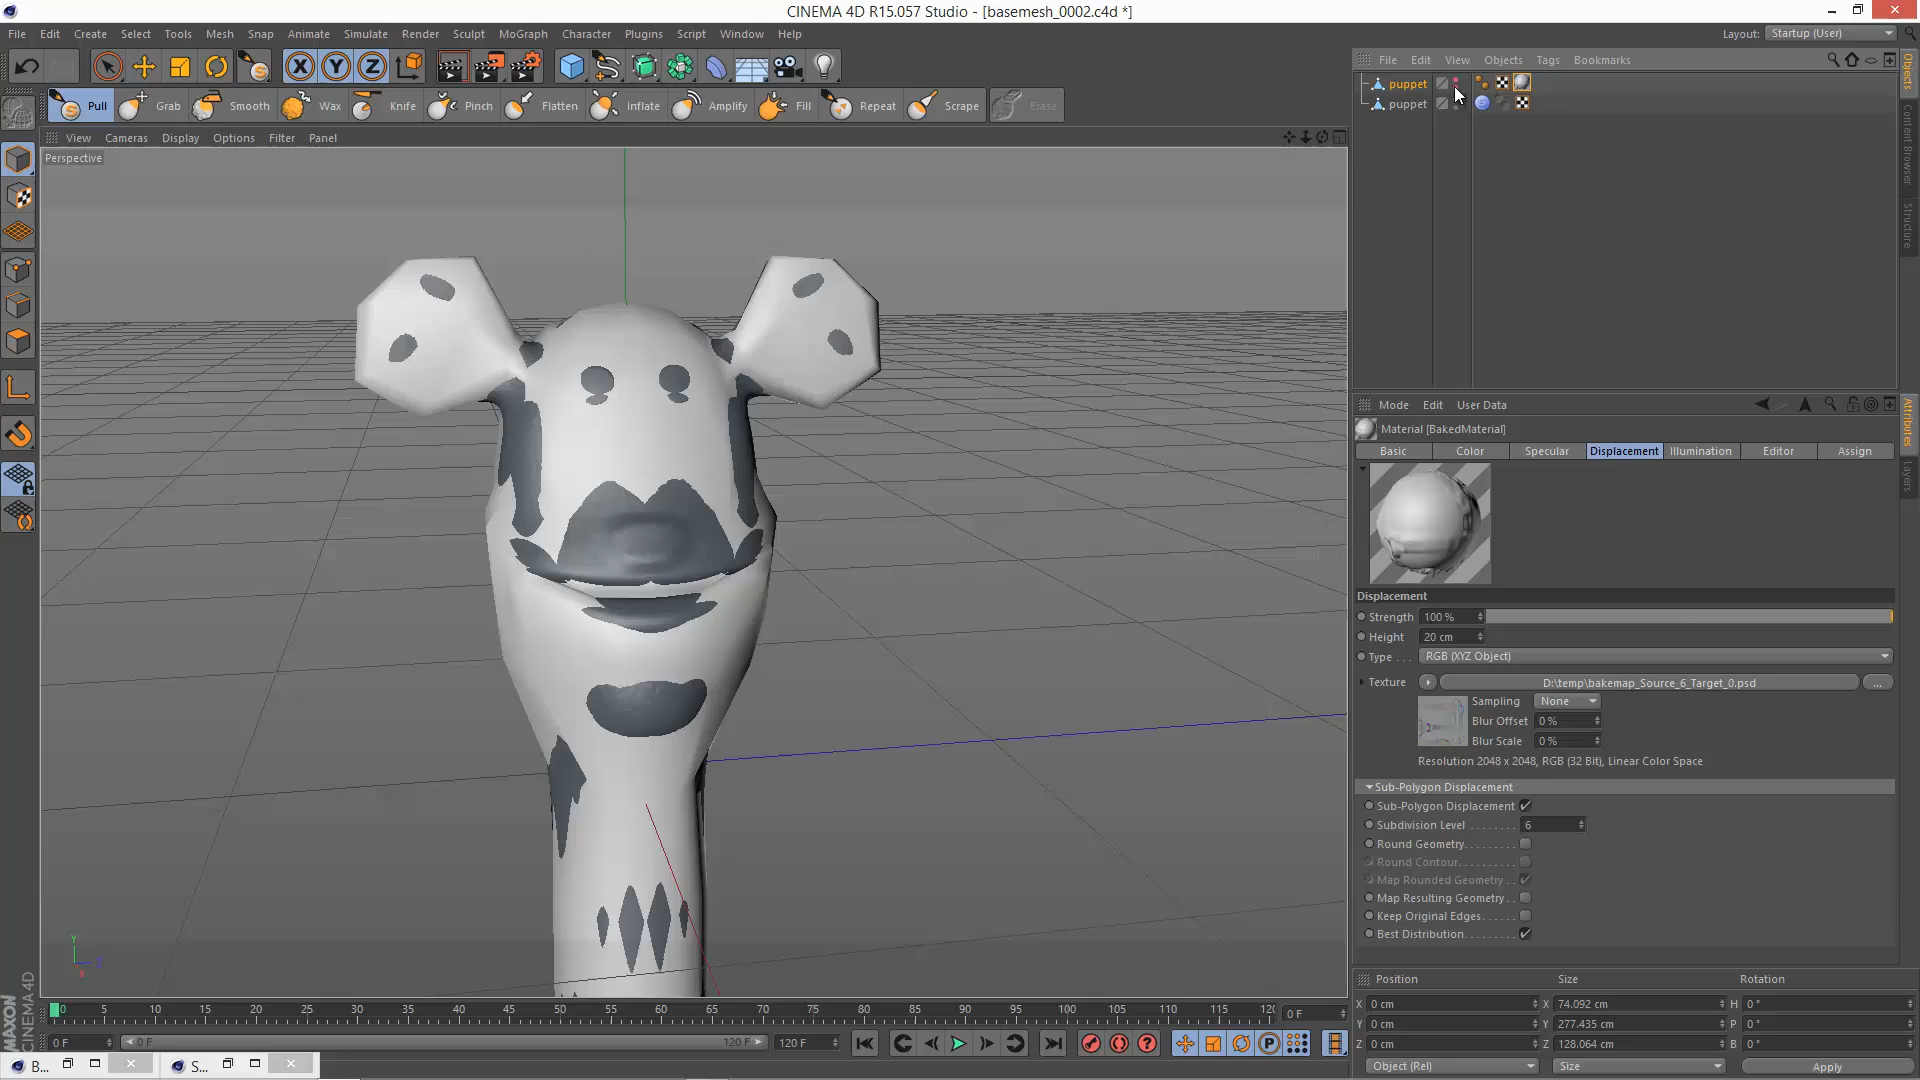 CINEMA 4D R15.057 Studio - [basemesh_0002.c4d *]
File Edit Create Select Tools Mesh Snap Animate Simulate Render Sculpt MoGraph Character Plugins Script Window Help
Layout: Startup (User)
X Y Z
Pull Grab Smooth Wax Knife Pinch Flatten Inflate Amplify Fill Repeat Scrape Erase
View Cameras Display Options Filter Panel
Perspective
File Edit View Objects Tags Bookmarks
puppet
puppet
Objects
Content Browser
Structure
Mode Edit User Data
Attributes
Layers
Material [BakedMaterial]
Basic Color Specular Displacement Illumination Editor Assign
Displacement
Strength 100 %
Height 20 cm
Type . . . RGB (XYZ Object)
Texture D:\temp\bakemap_Source_6_Target_0.psd ...
Sampling None
Blur Offset 0 %
Blur Scale 0 %
Resolution 2048 x 2048, RGB (32 Bit), Linear Color Space
Sub-Polygon Displacement
Sub-Polygon Displacement
Subdivision Level . . . . . . . . 6
Round Geometry. . . . . . . . .
Round Contour. . . . . . . . . .
Map Rounded Geometry . .
Map Resulting Geometry. . .
Keep Original Edges. . . . . .
Best Distribution. . . . . . . . .
Y
X
MAXON CINEMA 4D
0 5 10 15 20 25 30 35 40 45 50 55 60 65 70 75 80 85 90 95 100 105 110 115 0 F
0 F 0 F 120 F 120 F
P
Position Size Rotation
X 0 cm X 74.092 cm H 0 °
Y 0 cm Y 277.435 cm P 0 °
Z 0 cm Z 128.064 cm B 0 °
Object (Rel) Size Apply
B... S...